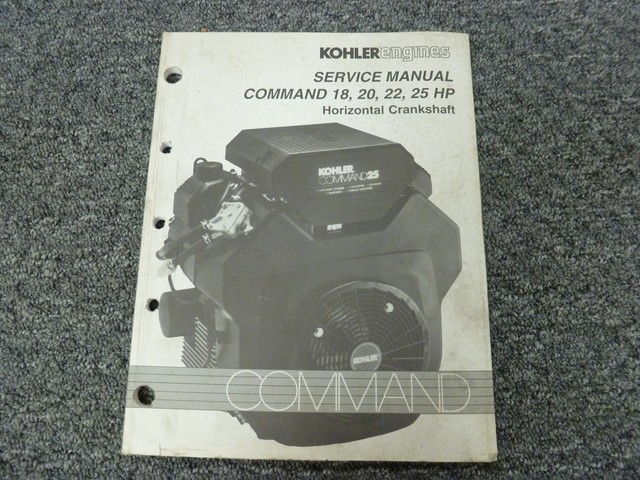 KOHLERengines
SERVICE MANUAL
COMMAND 18, 20, 22, 25 HP
Horizontal Crankshaft
KOHLER
COMMAND25
KOHLER
COMMAND